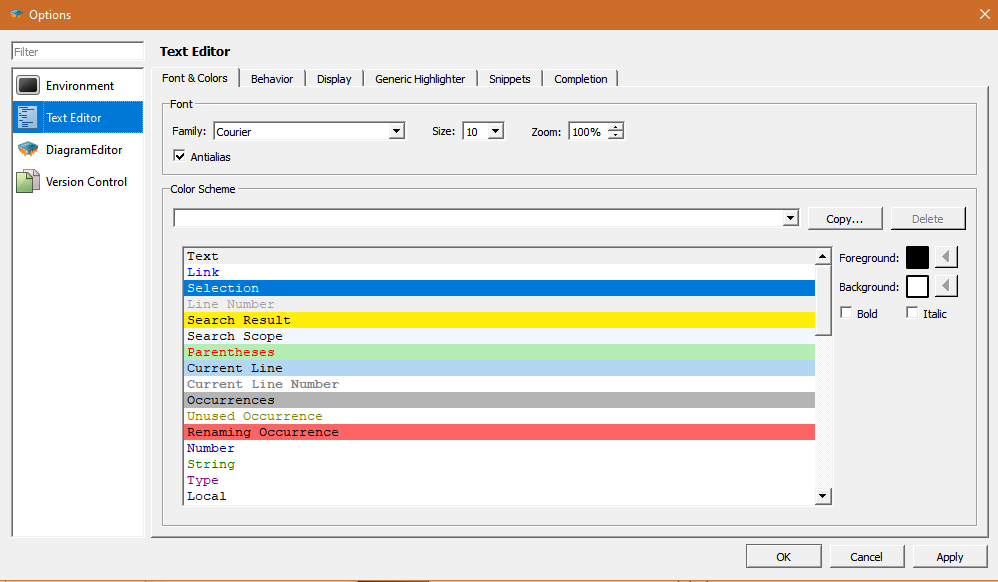 Options
Filter
Environment
Text Editor
DiagramEditor
Version Control
Text Editor
Font & Colors
Behavior
Display
Generic Highlighter
Snippets
Completion
Font
Family: Courier
Size: 10
Zoom: 100%
Antialias
Color Scheme
Copy...
Delete
Text
Link
Selection
Line Number
Search Result
Search Scope
Parentheses
Current Line
Current Line Number
Occurrences
Unused Occurrence
Renaming Occurrence
Number
String
Type
Local
Foreground:
Background:
Bold
Italic
OK
Cancel
Apply